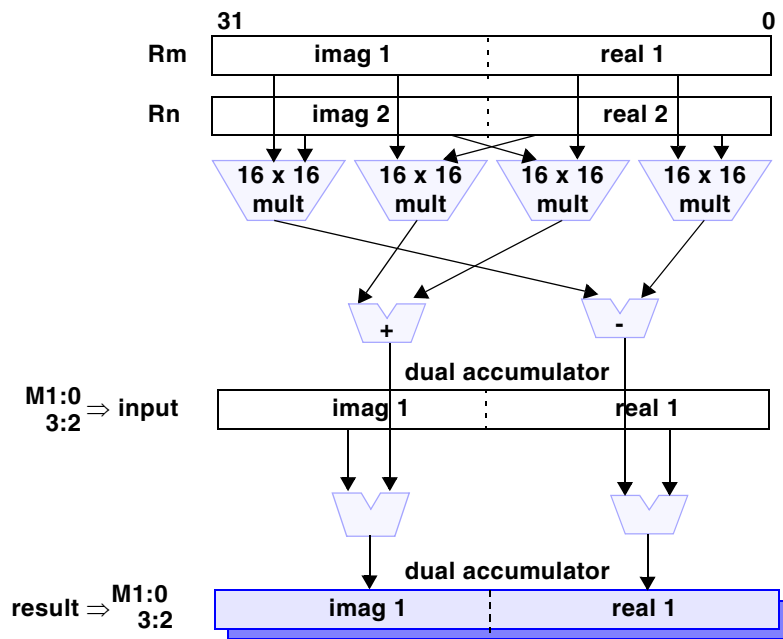 31 0
Rm imag 1 real 1
Rn imag 2 real 2
16 x 16 16 x 16 16 x 16 16 x 16
mult mult mult mult
+ -
dual accumulator
M1:0
3:2 ⇒ input imag 1 real 1
dual accumulator
result ⇒ M1:0
3:2 imag 1 real 1